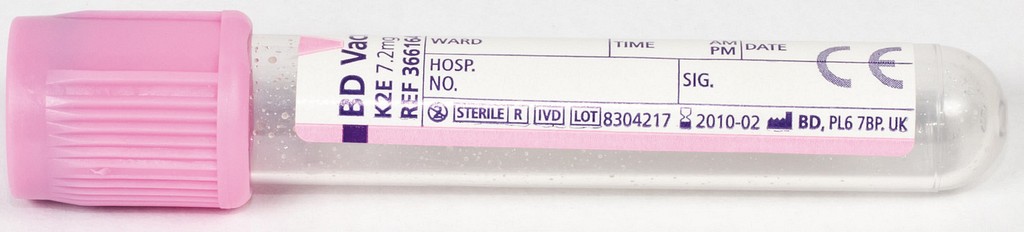 BD Vac
K2E 7.2mg
REF 36616
WARD TIME AM PM DATE
HOSP. NO. SIG.
CE
STERILE R IVD LOT 8304217 2010-02 BD, PL6 7BP. UK